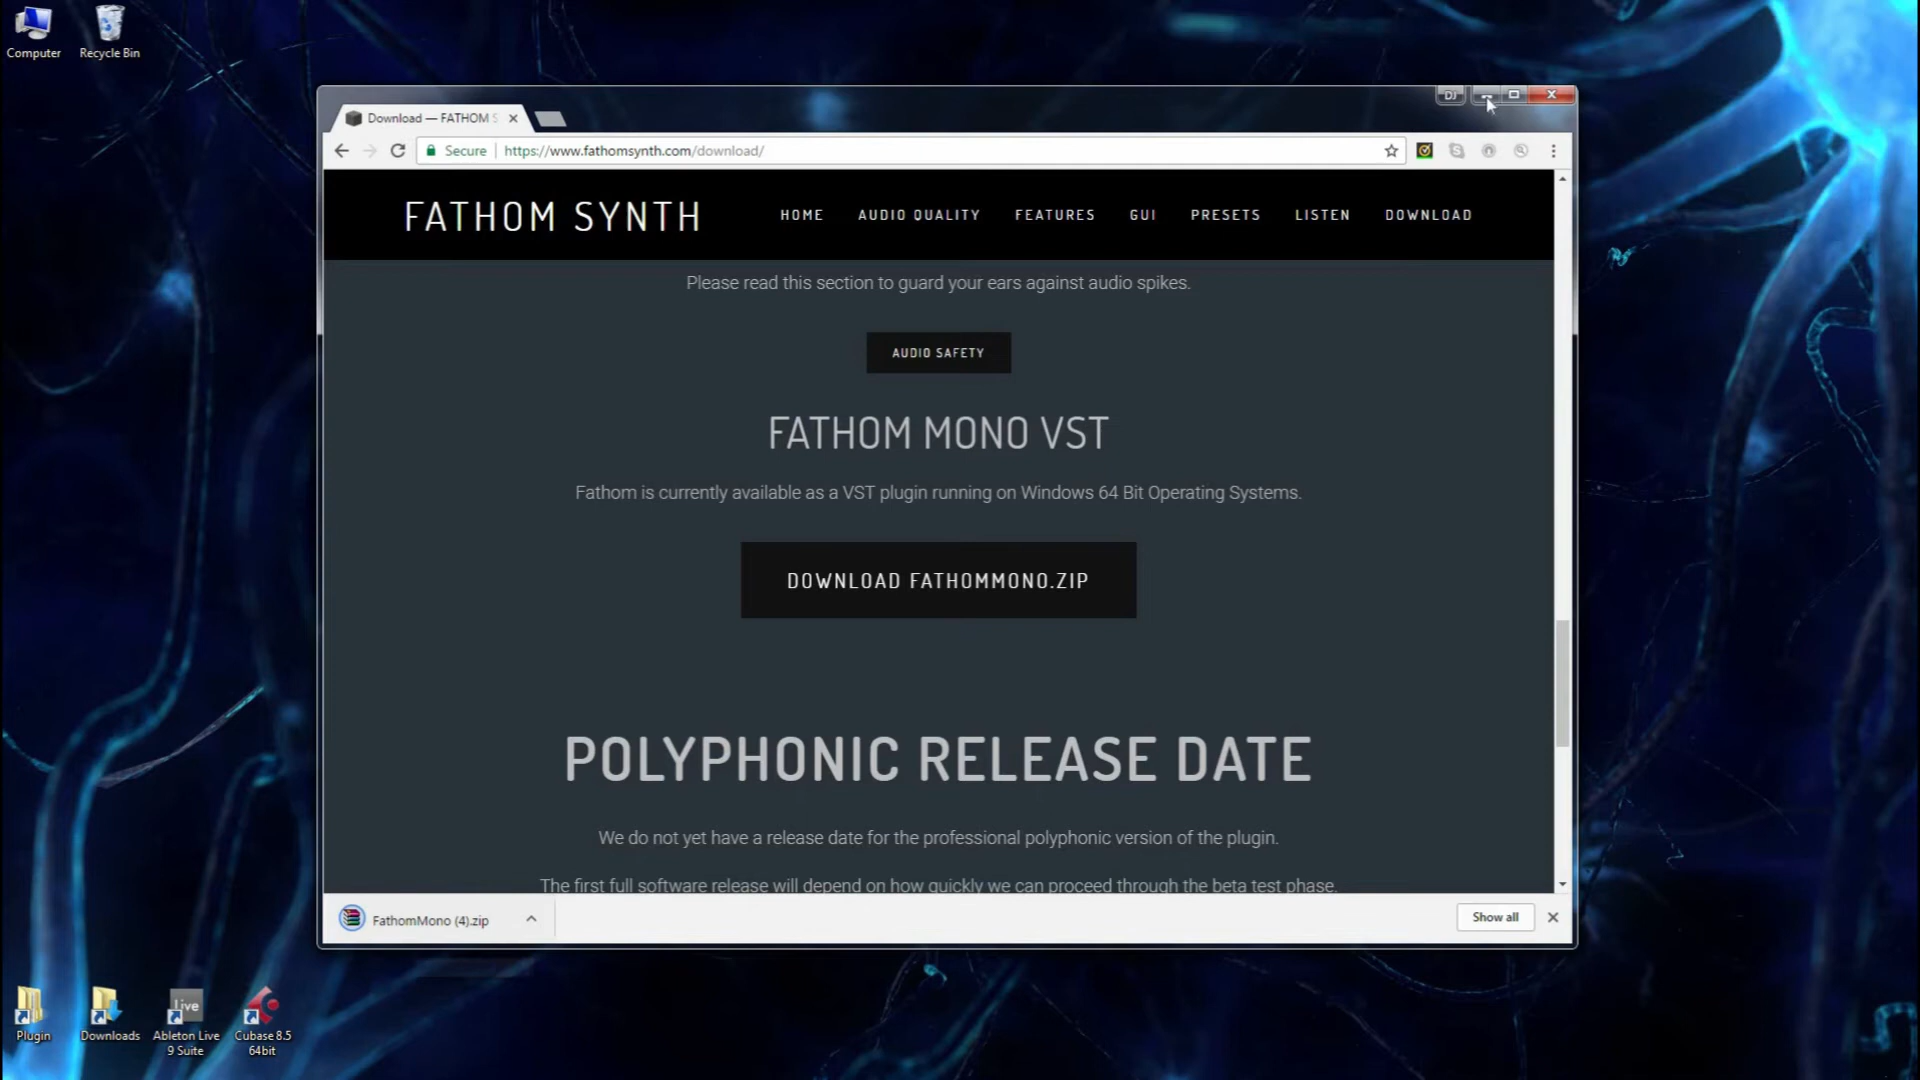 Computer
Recycle Bin
DJ
Download — FATHOM S
Secure
https://www.fathomsynth.com/download/
FATHOM SYNTH
HOME
AUDIO QUALITY
FEATURES
GUI
PRESETS
LISTEN
DOWNLOAD
Please read this section to guard your ears against audio spikes.
AUDIO SAFETY
FATHOM MONO VST
Fathom is currently available as a VST plugin running on Windows 64 Bit Operating Systems.
DOWNLOAD FATHOMMONO.ZIP
POLYPHONIC RELEASE DATE
We do not yet have a release date for the professional polyphonic version of the plugin.
The first full software release will depend on how quickly we can proceed through the beta test phase.
FathomMono (4).zip
Show all
Live
Plugin
Downloads
Ableton Live
9 Suite
Cubase 8.5
64bit